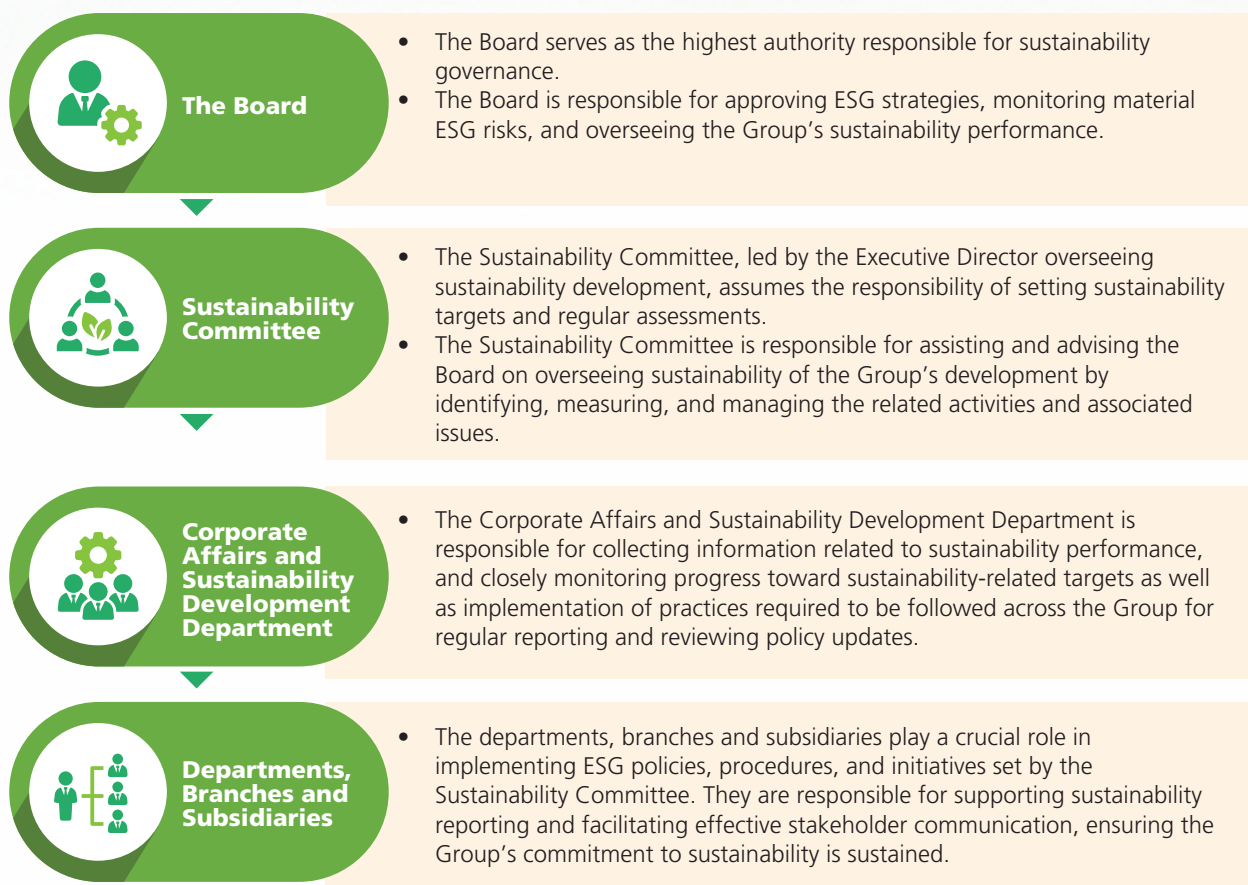 The Board
• The Board serves as the highest authority responsible for sustainability
governance.
• The Board is responsible for approving ESG strategies, monitoring material
ESG risks, and overseeing the Group’s sustainability performance.
Sustainability
Committee
• The Sustainability Committee, led by the Executive Director overseeing
sustainability development, assumes the responsibility of setting sustainability
targets and regular assessments.
• The Sustainability Committee is responsible for assisting and advising the
Board on overseeing sustainability of the Group’s development by
identifying, measuring, and managing the related activities and associated
issues.
Corporate
Affairs and
Sustainability
Development
Department
• The Corporate Affairs and Sustainability Development Department is
responsible for collecting information related to sustainability performance,
and closely monitoring progress toward sustainability-related targets as well
as implementation of practices required to be followed across the Group for
regular reporting and reviewing policy updates.
Departments,
Branches and
Subsidiaries
• The departments, branches and subsidiaries play a crucial role in
implementing ESG policies, procedures, and initiatives set by the
Sustainability Committee. They are responsible for supporting sustainability
reporting and facilitating effective stakeholder communication, ensuring the
Group’s commitment to sustainability is sustained.